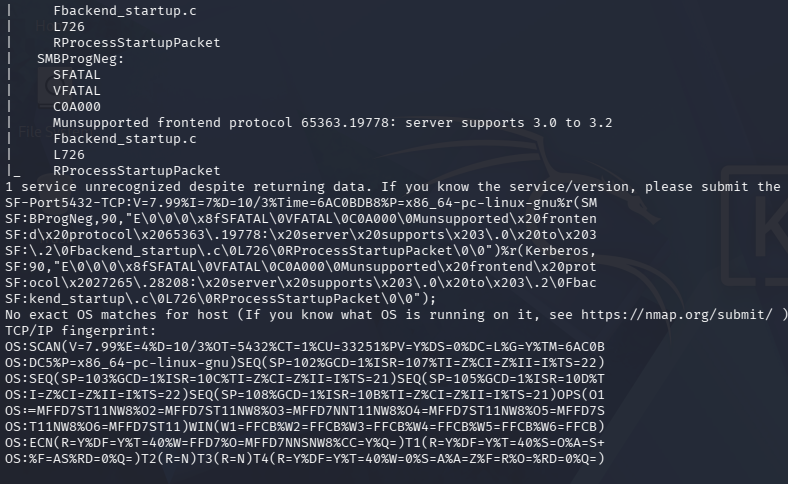 |     Fbackend_startup.c
|     L726
|     RProcessStartupPacket
|   SMBProgNeg:
|     SFATAL
|     VFATAL
|     C0A000
|     Munsupported frontend protocol 65363.19778: server supports 3.0 to 3.2
|     Fbackend_startup.c
|     L726
|_    RProcessStartupPacket
1 service unrecognized despite returning data. If you know the service/version, please submit the
SF-Port5432-TCP:V=7.99%I=7%D=10/3%Time=6AC0BDB8%P=x86_64-pc-linux-gnu%r(SM
SF:BProgNeg,90,"E\0\0\0\x8fSFATAL\0VFATAL\0C0A000\0Munsupported\x20fronten
SF:d\x20protocol\x2065363\.19778:\x20server\x20supports\x203\.0\x20to\x203
SF:\.2\0Fbackend_startup\.c\0L726\0RProcessStartupPacket\0\0")%r(Kerberos,
SF:90,"E\0\0\0\x8fSFATAL\0VFATAL\0C0A000\0Munsupported\x20frontend\x20prot
SF:ocol\x2027265\.28208:\x20server\x20supports\x203\.0\x20to\x203\.2\0Fbac
SF:kend_startup\.c\0L726\0RProcessStartupPacket\0\0");
No exact OS matches for host (If you know what OS is running on it, see https://nmap.org/submit/ )
TCP/IP fingerprint:
OS:SCAN(V=7.99%E=4%D=10/3%OT=5432%CT=1%CU=33251%PV=Y%DS=0%DC=L%G=Y%TM=6AC0B
OS:DC5%P=x86_64-pc-linux-gnu)SEQ(SP=102%GCD=1%ISR=107%TI=Z%CI=Z%II=I%TS=22)
OS:SEQ(SP=103%GCD=1%ISR=10C%TI=Z%CI=Z%II=I%TS=21)SEQ(SP=105%GCD=1%ISR=10D%T
OS:I=Z%CI=Z%II=I%TS=22)SEQ(SP=108%GCD=1%ISR=10B%TI=Z%CI=Z%II=I%TS=21)OPS(O1
OS:=MFFD7ST11NW8%O2=MFFD7ST11NW8%O3=MFFD7NNT11NW8%O4=MFFD7ST11NW8%O5=MFFD7S
OS:T11NW8%O6=MFFD7ST11)WIN(W1=FFCB%W2=FFCB%W3=FFCB%W4=FFCB%W5=FFCB%W6=FFCB)
OS:ECN(R=Y%DF=Y%T=40%W=FFD7%O=MFFD7NNSNW8%CC=Y%Q=)T1(R=Y%DF=Y%T=40%S=O%A=S+
OS:%F=AS%RD=0%Q=)T2(R=N)T3(R=N)T4(R=Y%DF=Y%T=40%W=0%S=A%A=Z%F=R%O=%RD=0%Q=)